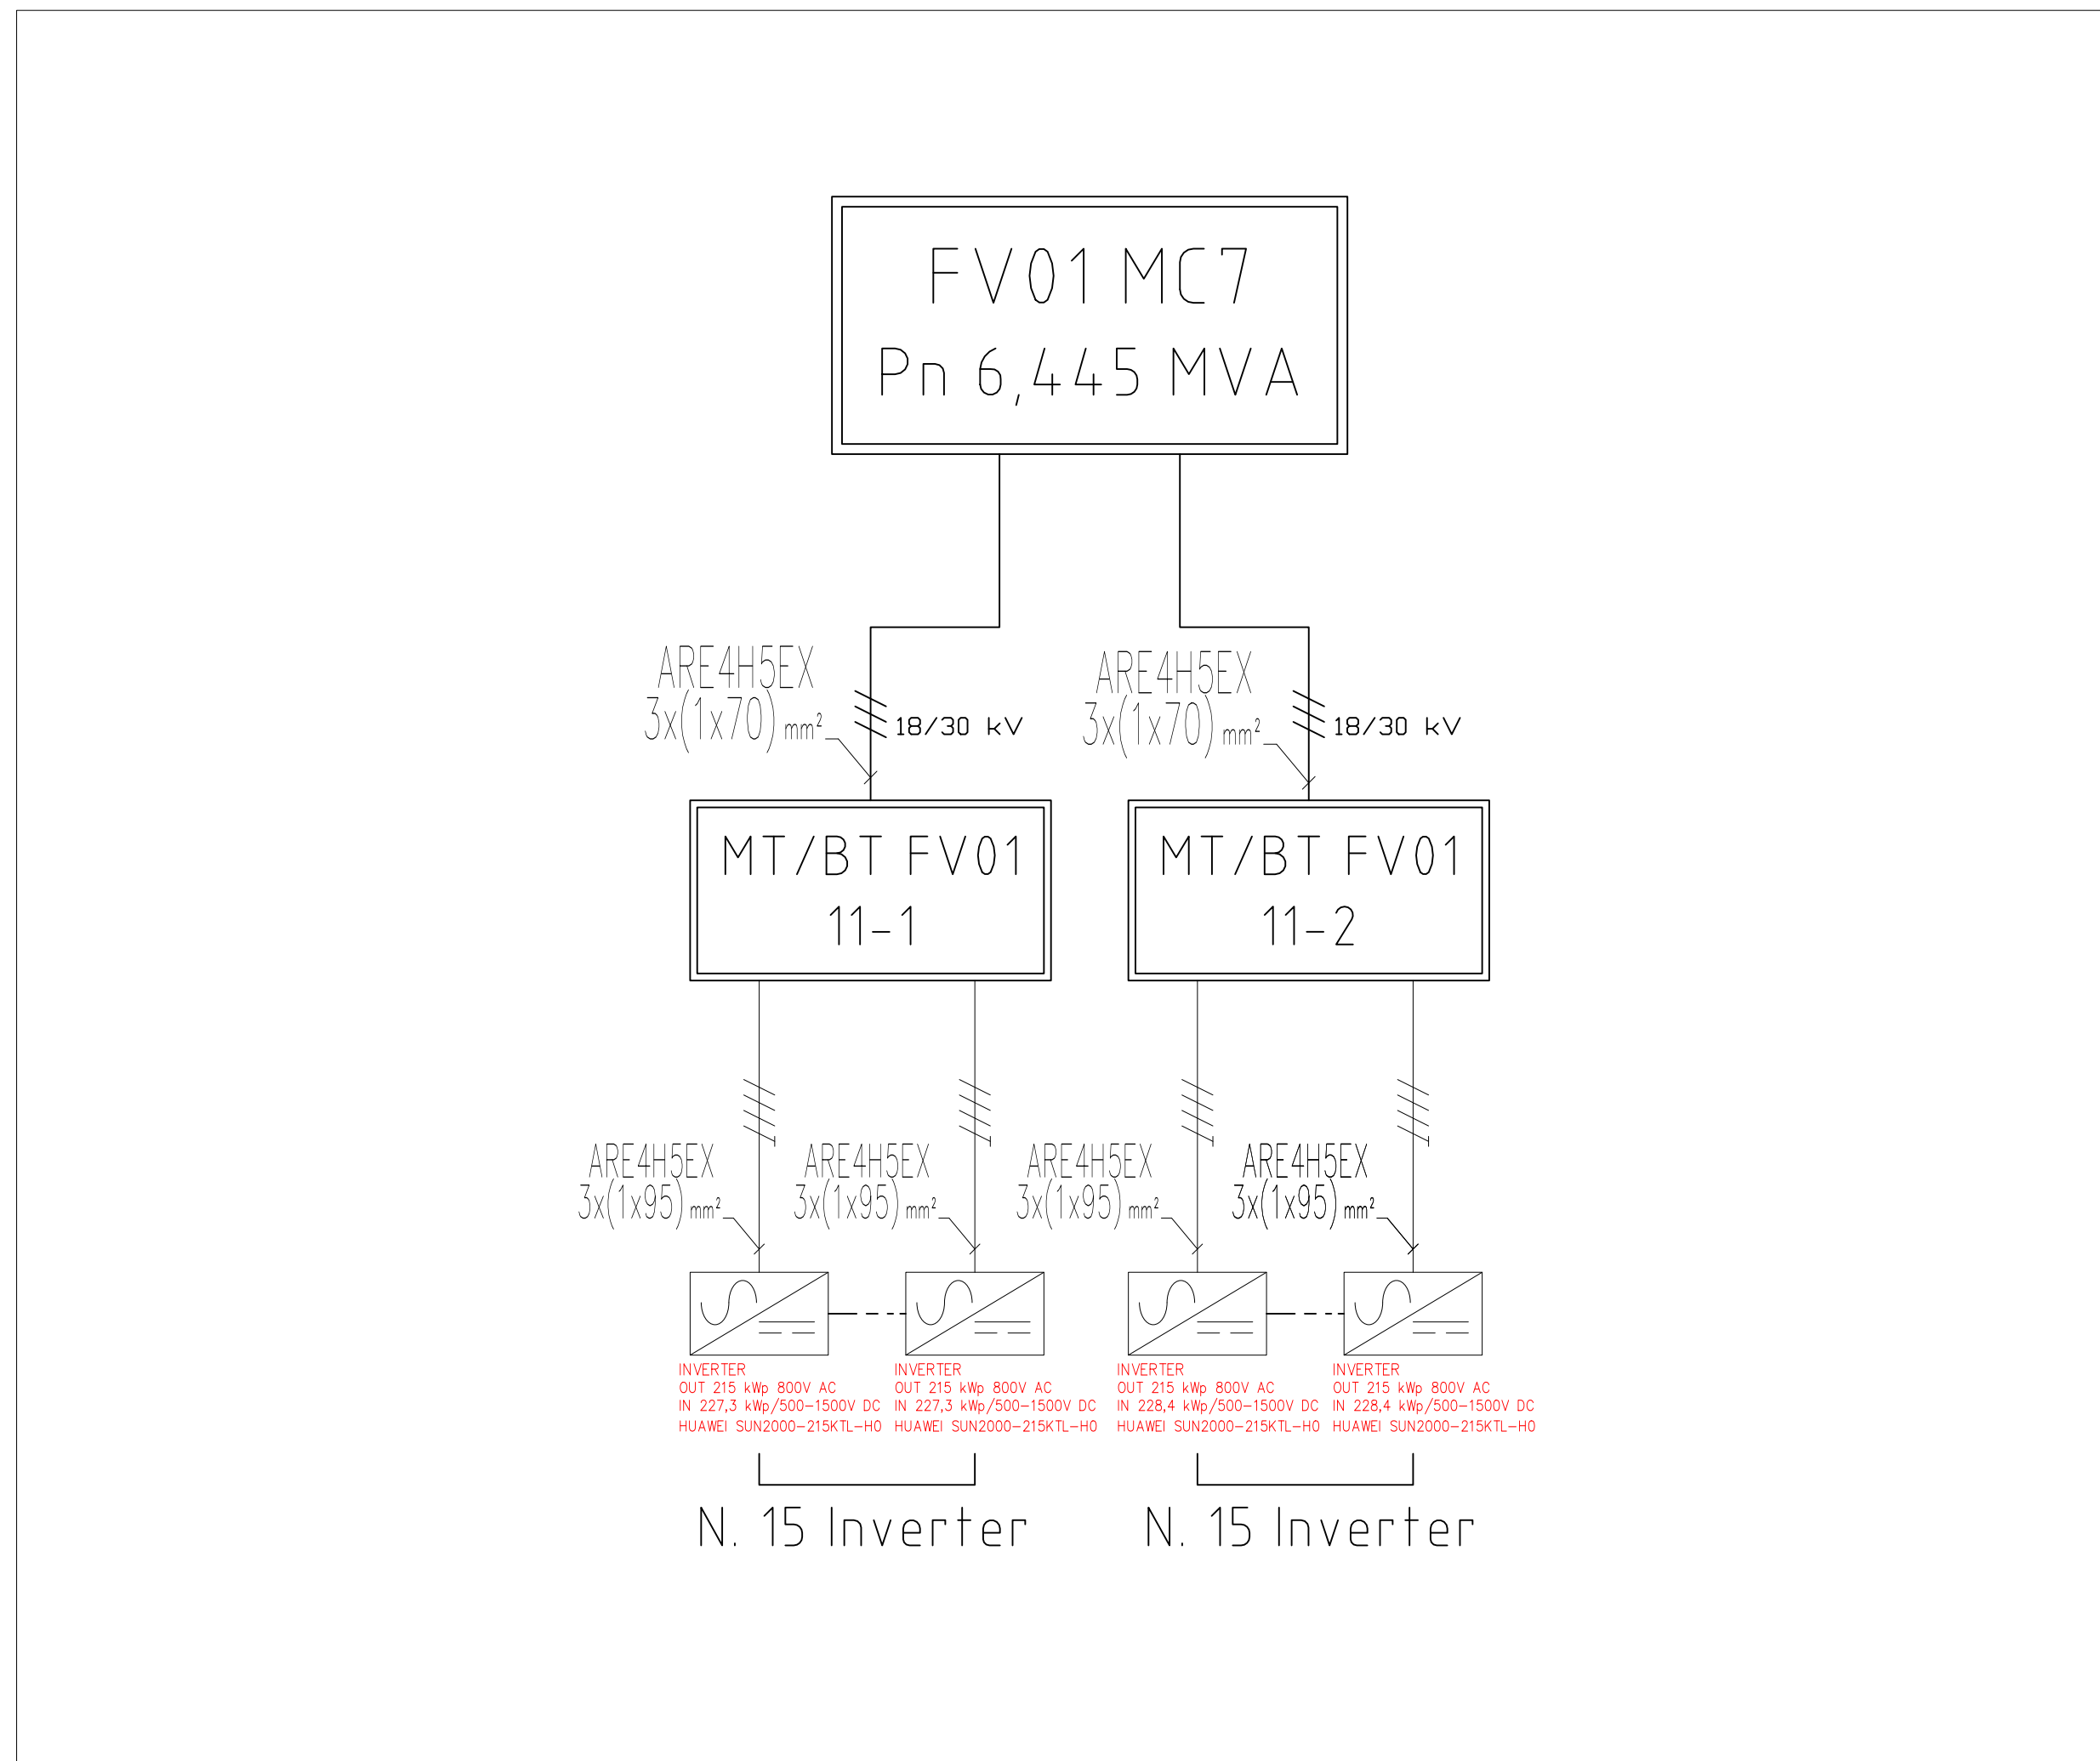 FV01 MC7
Pn 6,445 MVA
ARE4H5EX
3x(1x70) mm²
18/30 kV
ARE4H5EX
3x(1x70) mm²
18/30 kV
MT/BT FV01
11-1
MT/BT FV01
11-2
ARE4H5EX
3x(1x95) mm²
ARE4H5EX
3x(1x95) mm²
ARE4H5EX
3x(1x95) mm²
ARE4H5EX
3x(1x95) mm²
INVERTER
OUT 215 kWp 800V AC
IN 227,3 kWp/500-1500V DC
HUAWEI SUN2000-215KTL-H0
INVERTER
OUT 215 kWp 800V AC
IN 227,3 kWp/500-1500V DC
HUAWEI SUN2000-215KTL-H0
INVERTER
OUT 215 kWp 800V AC
IN 228,4 kWp/500-1500V DC
HUAWEI SUN2000-215KTL-H0
INVERTER
OUT 215 kWp 800V AC
IN 228,4 kWp/500-1500V DC
HUAWEI SUN2000-215KTL-H0
N. 15 Inverter
N. 15 Inverter